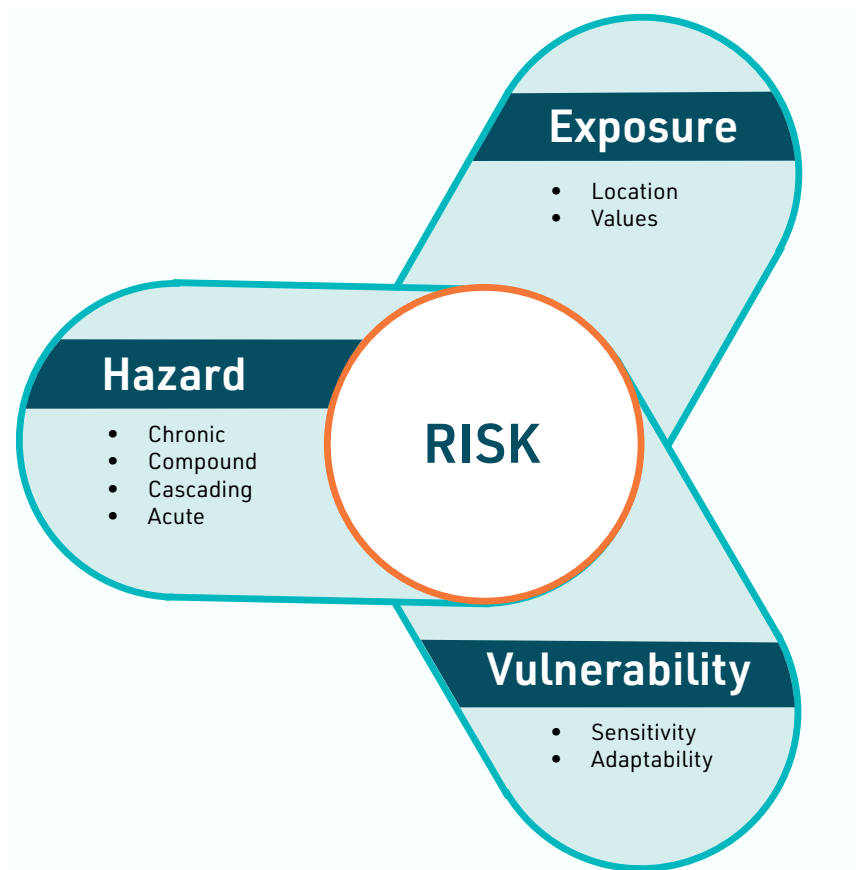 Exposure
• Location
• Values
Hazard
• Chronic
• Compound
• Cascading
• Acute
RISK
Vulnerability
• Sensitivity
• Adaptability